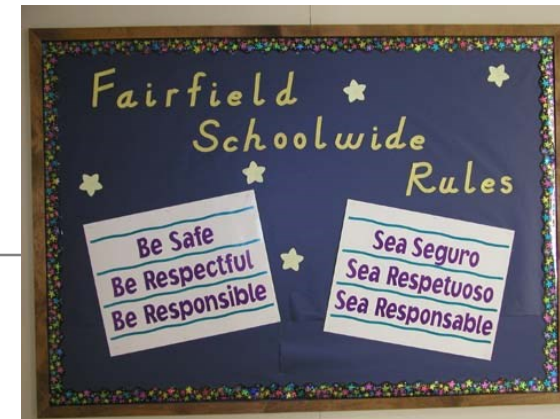 Fairfield
Schoolwide
Rules
Be Safe
Be Respectful
Be Responsible
Sea Seguro
Sea Respetuoso
Sea Responsable